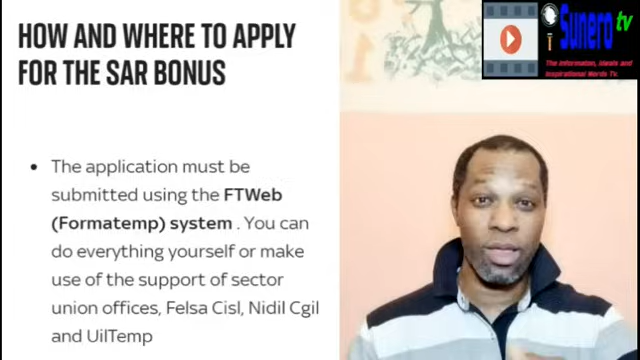 HOW AND WHERE TO APPLY
FOR THE SAR BONUS
Sunero tv
The Information, Ideals and
Inspirational Words Tv.
• The application must be
submitted using the FTWeb
(Formatemp) system . You can
do everything yourself or make
use of the support of sector
union offices, Felsa Cisl, Nidil Cgil
and UilTemp